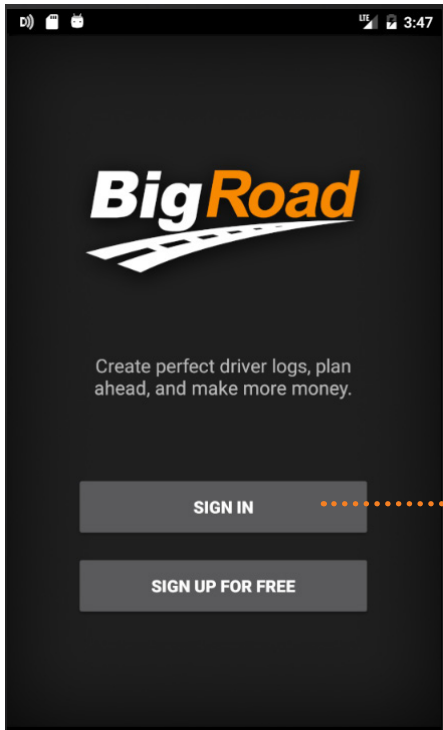 LTE 3:47
BigRoad
Create perfect driver logs, plan
ahead, and make more money.
SIGN IN
SIGN UP FOR FREE